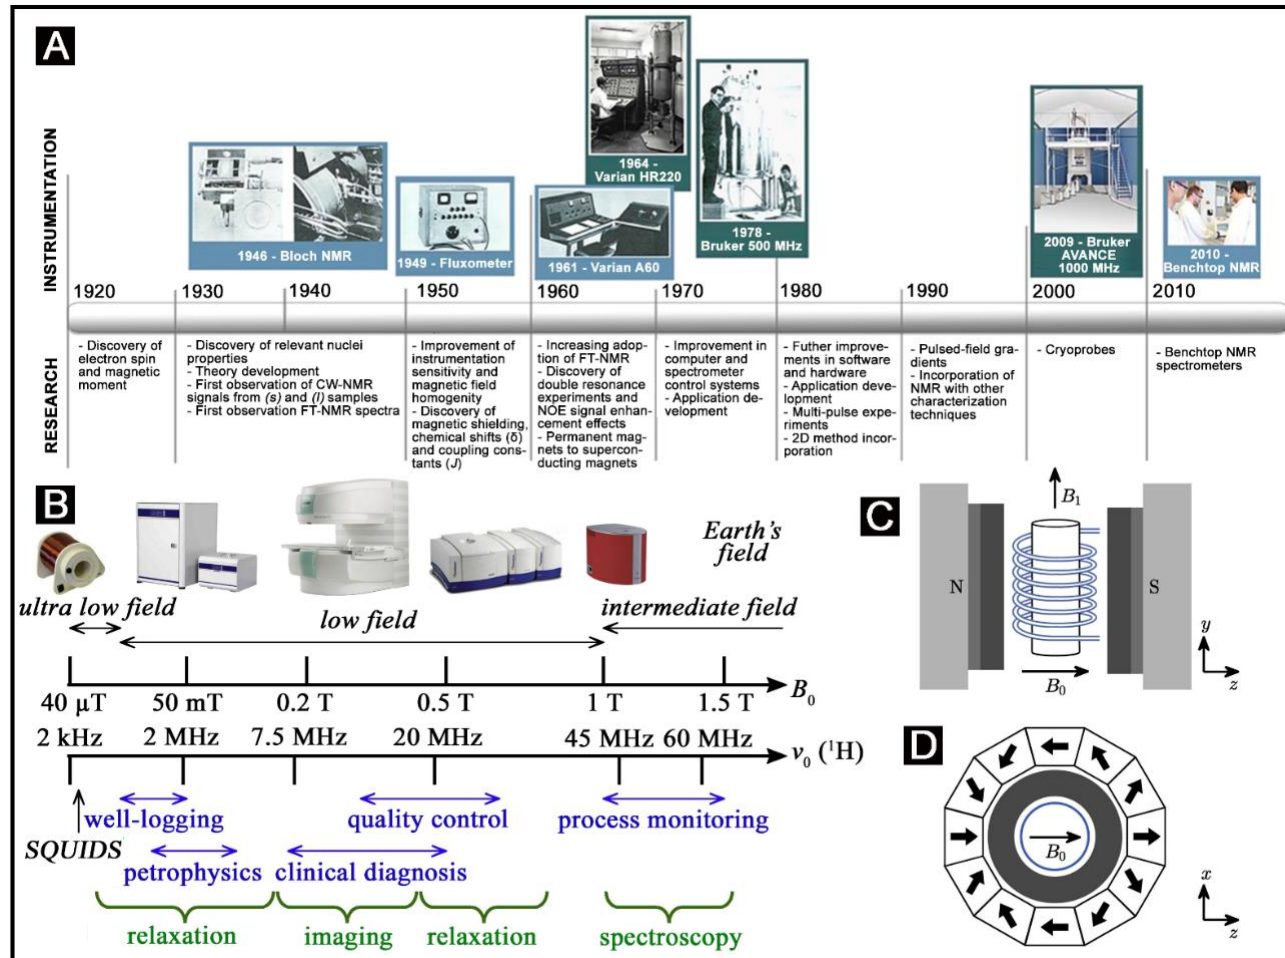 A
INSTRUMENTATION
RESEARCH
1946 - Bloch NMR
1949 - Fluxometer
1961 - Varian A60
1964 -
Varian HR220
1978 -
Bruker 500 MHz
2009 - Bruker
AVANCE
1000 MHz
2010 -
Benchtop NMR
1920
1930
1940
1950
1960
1970
1980
1990
2000
2010
- Discovery of
electron spin
and magnetic
moment
- Discovery of relevant nuclei
properties
- Theory development
- First observation of CW-NMR
signals from (s) and (l) samples
- First observation FT-NMR spectra
- Improvement of
instrumentation
sensitivity and
magnetic field
homogenity
- Discovery of
magnetic shielding,
chemical shifts (δ)
and coupling cons-
tants (J)
- Increasing adop-
tion of FT-NMR
- Discovery of
double resonance
experiments and
NOE signal enhan-
cement effects
- Permanent mag-
nets to supercon-
ducting magnets
- Improvement in
computer and
spectrometer
control systems
- Application de-
velopment
- Futher improve-
ments in software
and hardware
- Application deve-
lopment
- Multi-pulse expe-
riments
- 2D method incor-
poration
- Pulsed-field gra-
dients
- Incorporation of
NMR with other
characterization
techniques
- Cryoprobes
- Benchtop NMR
spectrometers
B
Earth's
field
ultra low field
low field
intermediate field
40 µT 50 mT 0.2 T 0.5 T 1 T 1.5 T B0
2 kHz 2 MHz 7.5 MHz 20 MHz 45 MHz 60 MHz ν0 (¹H)
well-logging quality control process monitoring
SQUIDS
petrophysics clinical diagnosis
relaxation imaging relaxation spectroscopy
C
B1
N
S
B0
y
z
D
B0
x
z